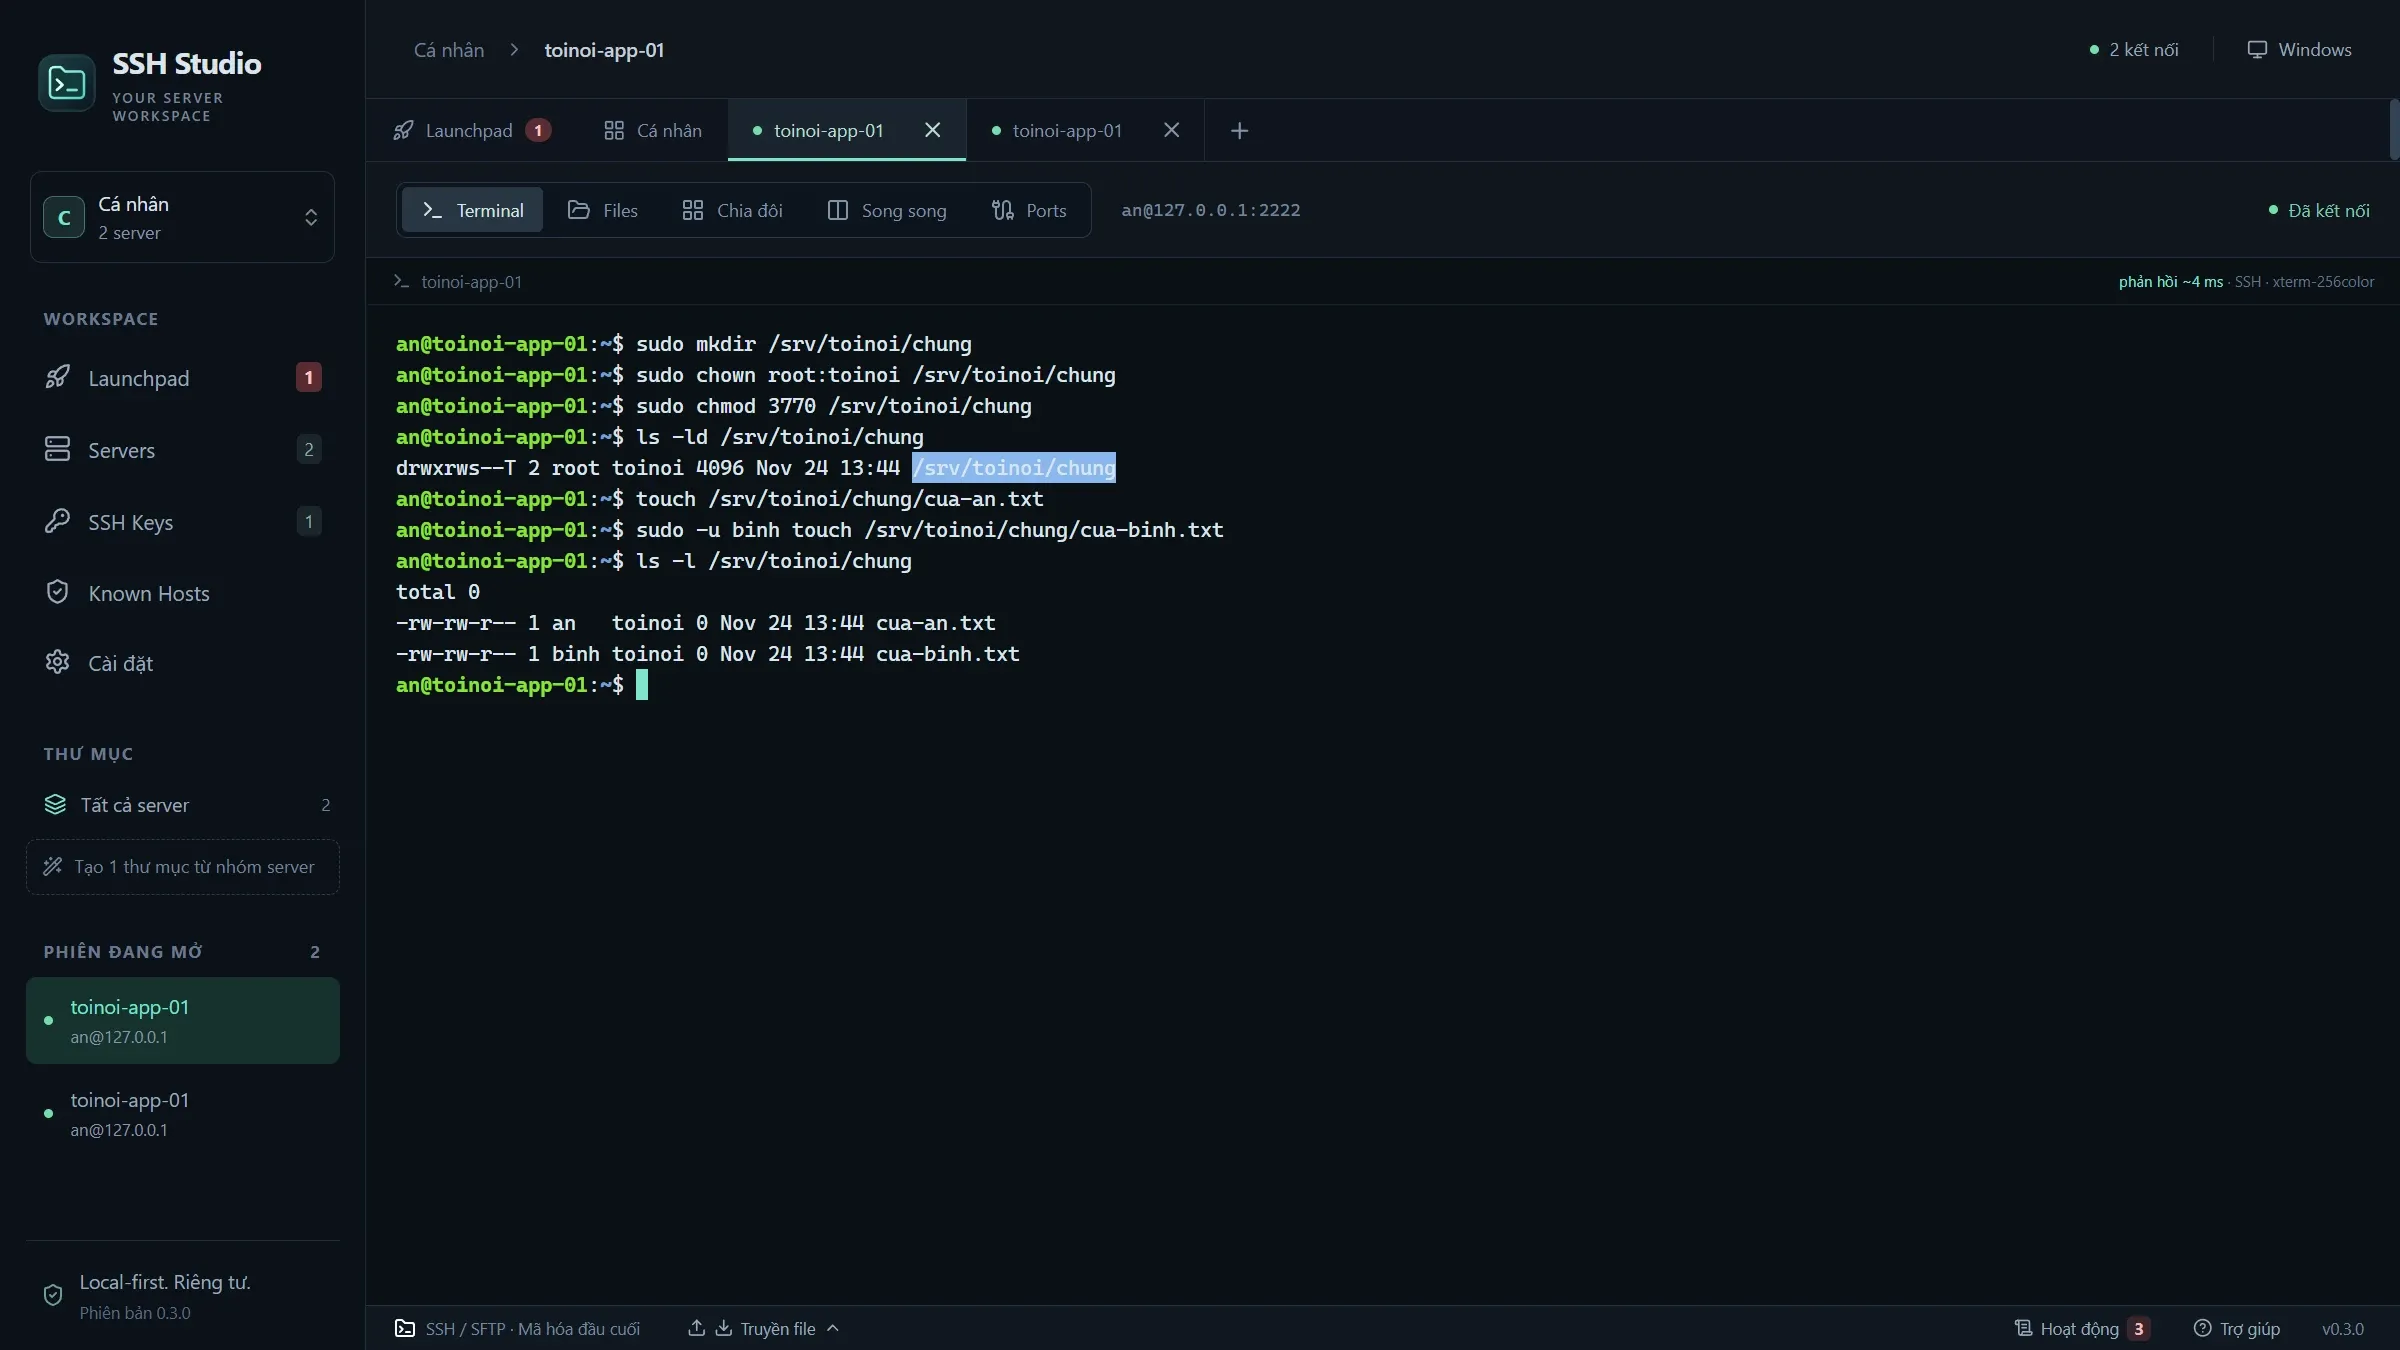 SSH Studio
YOUR SERVER
WORKSPACE
C
Cá nhân
2 server
WORKSPACE
Launchpad 1
Servers 2
SSH Keys 1
Known Hosts
Cài đặt
THƯ MỤC
Tất cả server 2
Tạo 1 thư mục từ nhóm server
PHIÊN ĐANG MỞ 2
toinoi-app-01
an@127.0.0.1
toinoi-app-01
an@127.0.0.1
Local-first. Riêng tư.
Phiên bản 0.3.0
Cá nhân > toinoi-app-01
2 kết nối
Windows
Launchpad 1
Cá nhân
toinoi-app-01
toinoi-app-01
Terminal
Files
Chia đôi
Song song
Ports
an@127.0.0.1:2222
Đã kết nối
toinoi-app-01
phản hồi ~4 ms · SSH · xterm-256color
an@toinoi-app-01:~$ sudo mkdir /srv/toinoi/chung
an@toinoi-app-01:~$ sudo chown root:toinoi /srv/toinoi/chung
an@toinoi-app-01:~$ sudo chmod 3770 /srv/toinoi/chung
an@toinoi-app-01:~$ ls -ld /srv/toinoi/chung
drwxrws--T 2 root toinoi 4096 Nov 24 13:44 /srv/toinoi/chung
an@toinoi-app-01:~$ touch /srv/toinoi/chung/cua-an.txt
an@toinoi-app-01:~$ sudo -u binh touch /srv/toinoi/chung/cua-binh.txt
an@toinoi-app-01:~$ ls -l /srv/toinoi/chung
total 0
-rw-rw-r-- 1 an   toinoi 0 Nov 24 13:44 cua-an.txt
-rw-rw-r-- 1 binh toinoi 0 Nov 24 13:44 cua-binh.txt
an@toinoi-app-01:~$
SSH / SFTP · Mã hóa đầu cuối
Truyền file
Hoạt động 3
Trợ giúp
v0.3.0